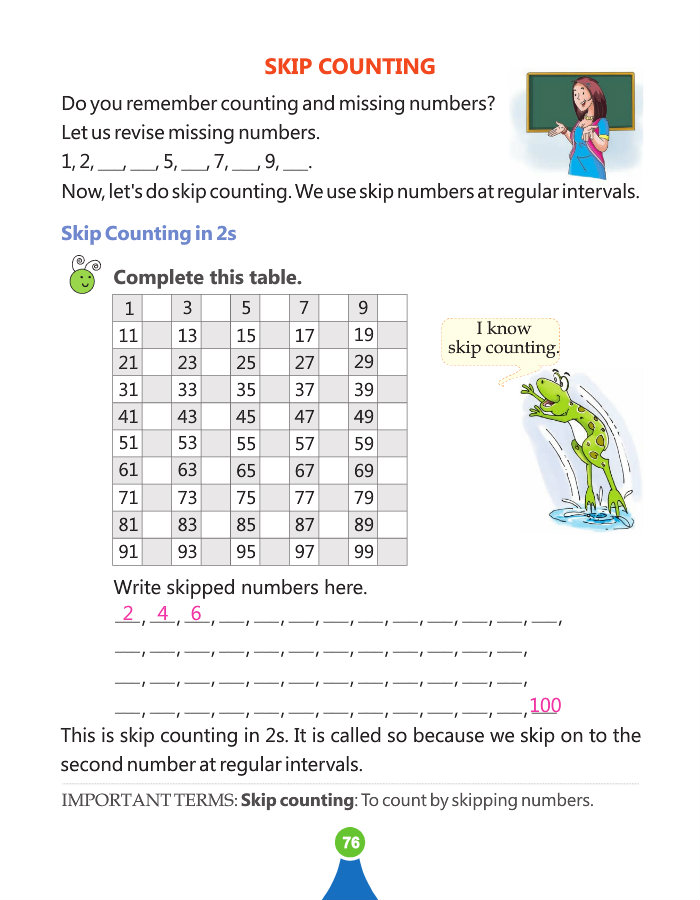 SKIP COUNTING
Do you remember counting and missing numbers?
Let us revise missing numbers.
1, 2, ___, ___, 5, ___, 7, ___, 9, ___.
Now, let's do skip counting. We use skip numbers at regular intervals.
Skip Counting in 2s
Complete this table.
1 3 5 7 9
11 13 15 17 19
21 23 25 27 29
31 33 35 37 39
41 43 45 47 49
51 53 55 57 59
61 63 65 67 69
71 73 75 77 79
81 83 85 87 89
91 93 95 97 99
I know
skip counting.
Write skipped numbers here.
2, 4, 6, ___, ___, ___, ___, ___, ___, ___, ___, ___, ___,
___, ___, ___, ___, ___, ___, ___, ___, ___, ___, ___, ___,
___, ___, ___, ___, ___, ___, ___, ___, ___, ___, ___, ___,
___, ___, ___, ___, ___, ___, ___, ___, ___, ___, ___, ___, 100
This is skip counting in 2s. It is called so because we skip on to the
second number at regular intervals.
IMPORTANT TERMS: Skip counting: To count by skipping numbers.
76